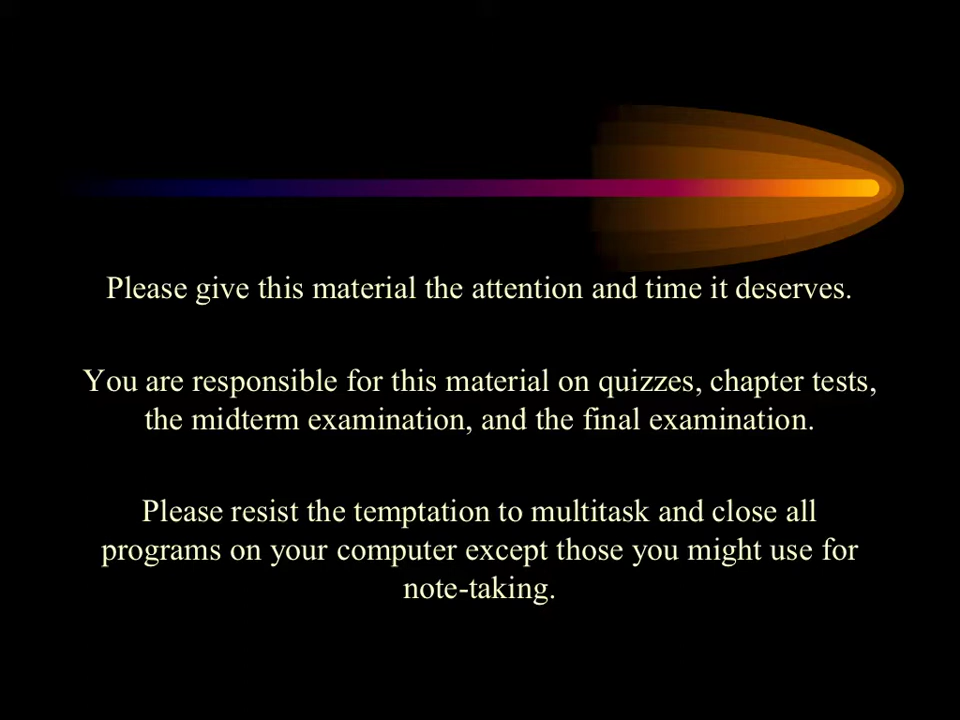 Please give this material the attention and time it deserves.
You are responsible for this material on quizzes, chapter tests,
the midterm examination, and the final examination.
Please resist the temptation to multitask and close all
programs on your computer except those you might use for
note-taking.